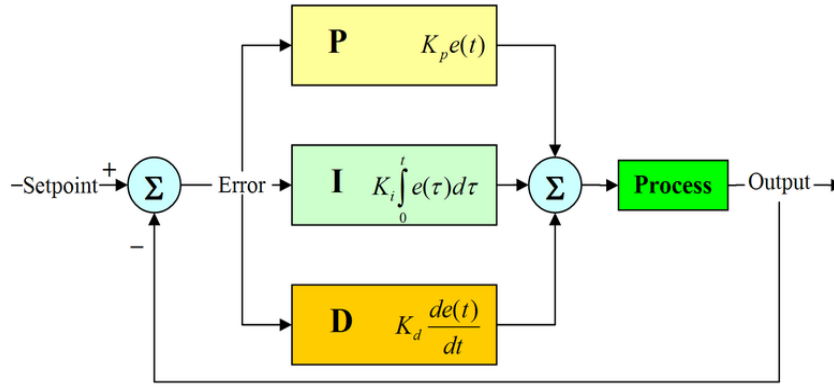 P K_p e(t)
+
–Setpoint
Σ
Error
I K_i ∫_0^t e(τ)dτ
Σ
Process
Output
–
D K_d de(t)/dt